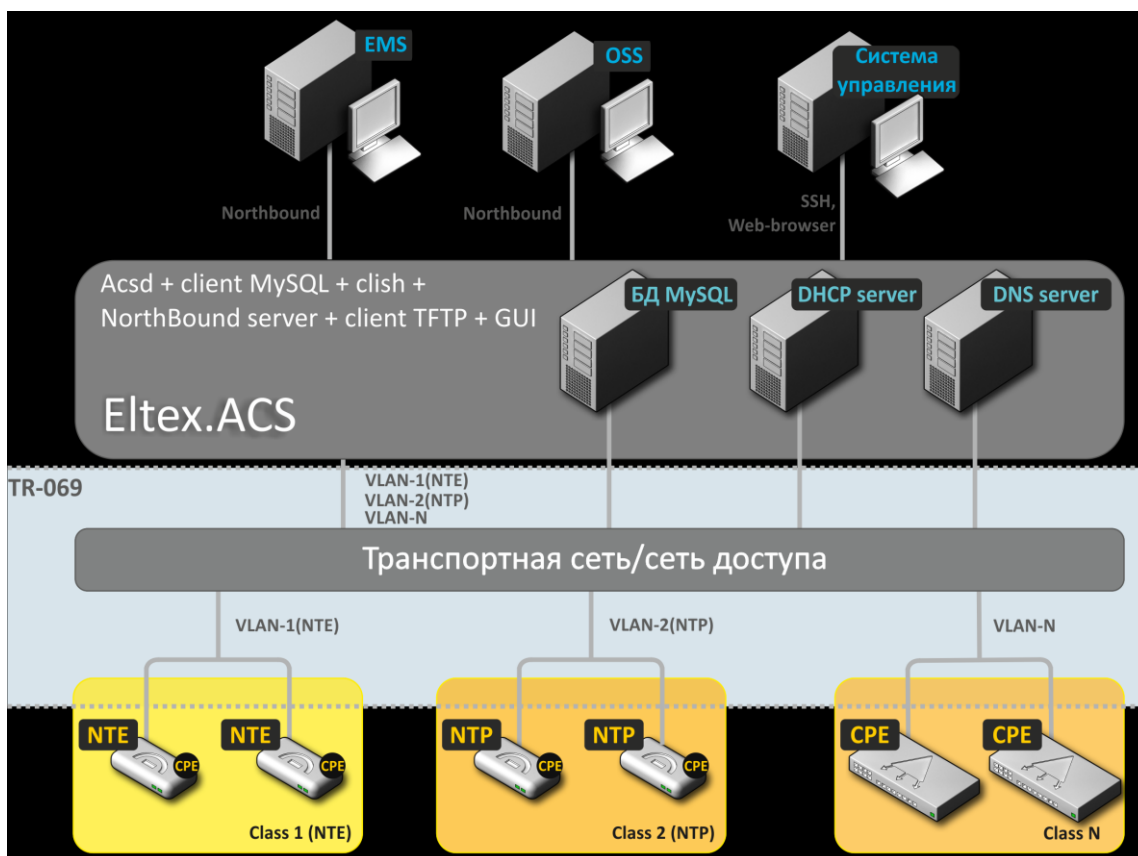 EMS
OSS
Система
управления
Northbound
Northbound
SSH,
Web-browser
Acsd + client MySQL + clish +
NorthBound server + client TFTP + GUI
БД MySQL
DHCP server
DNS server
Eltex.ACS
TR-069
VLAN-1(NTE)
VLAN-2(NTP)
VLAN-N
Транспортная сеть/сеть доступа
VLAN-1(NTE)
VLAN-2(NTP)
VLAN-N
NTE
NTE
NTP
NTP
CPE
CPE
CPE
CPE
CPE
CPE
Class 1 (NTE)
Class 2 (NTP)
Class N